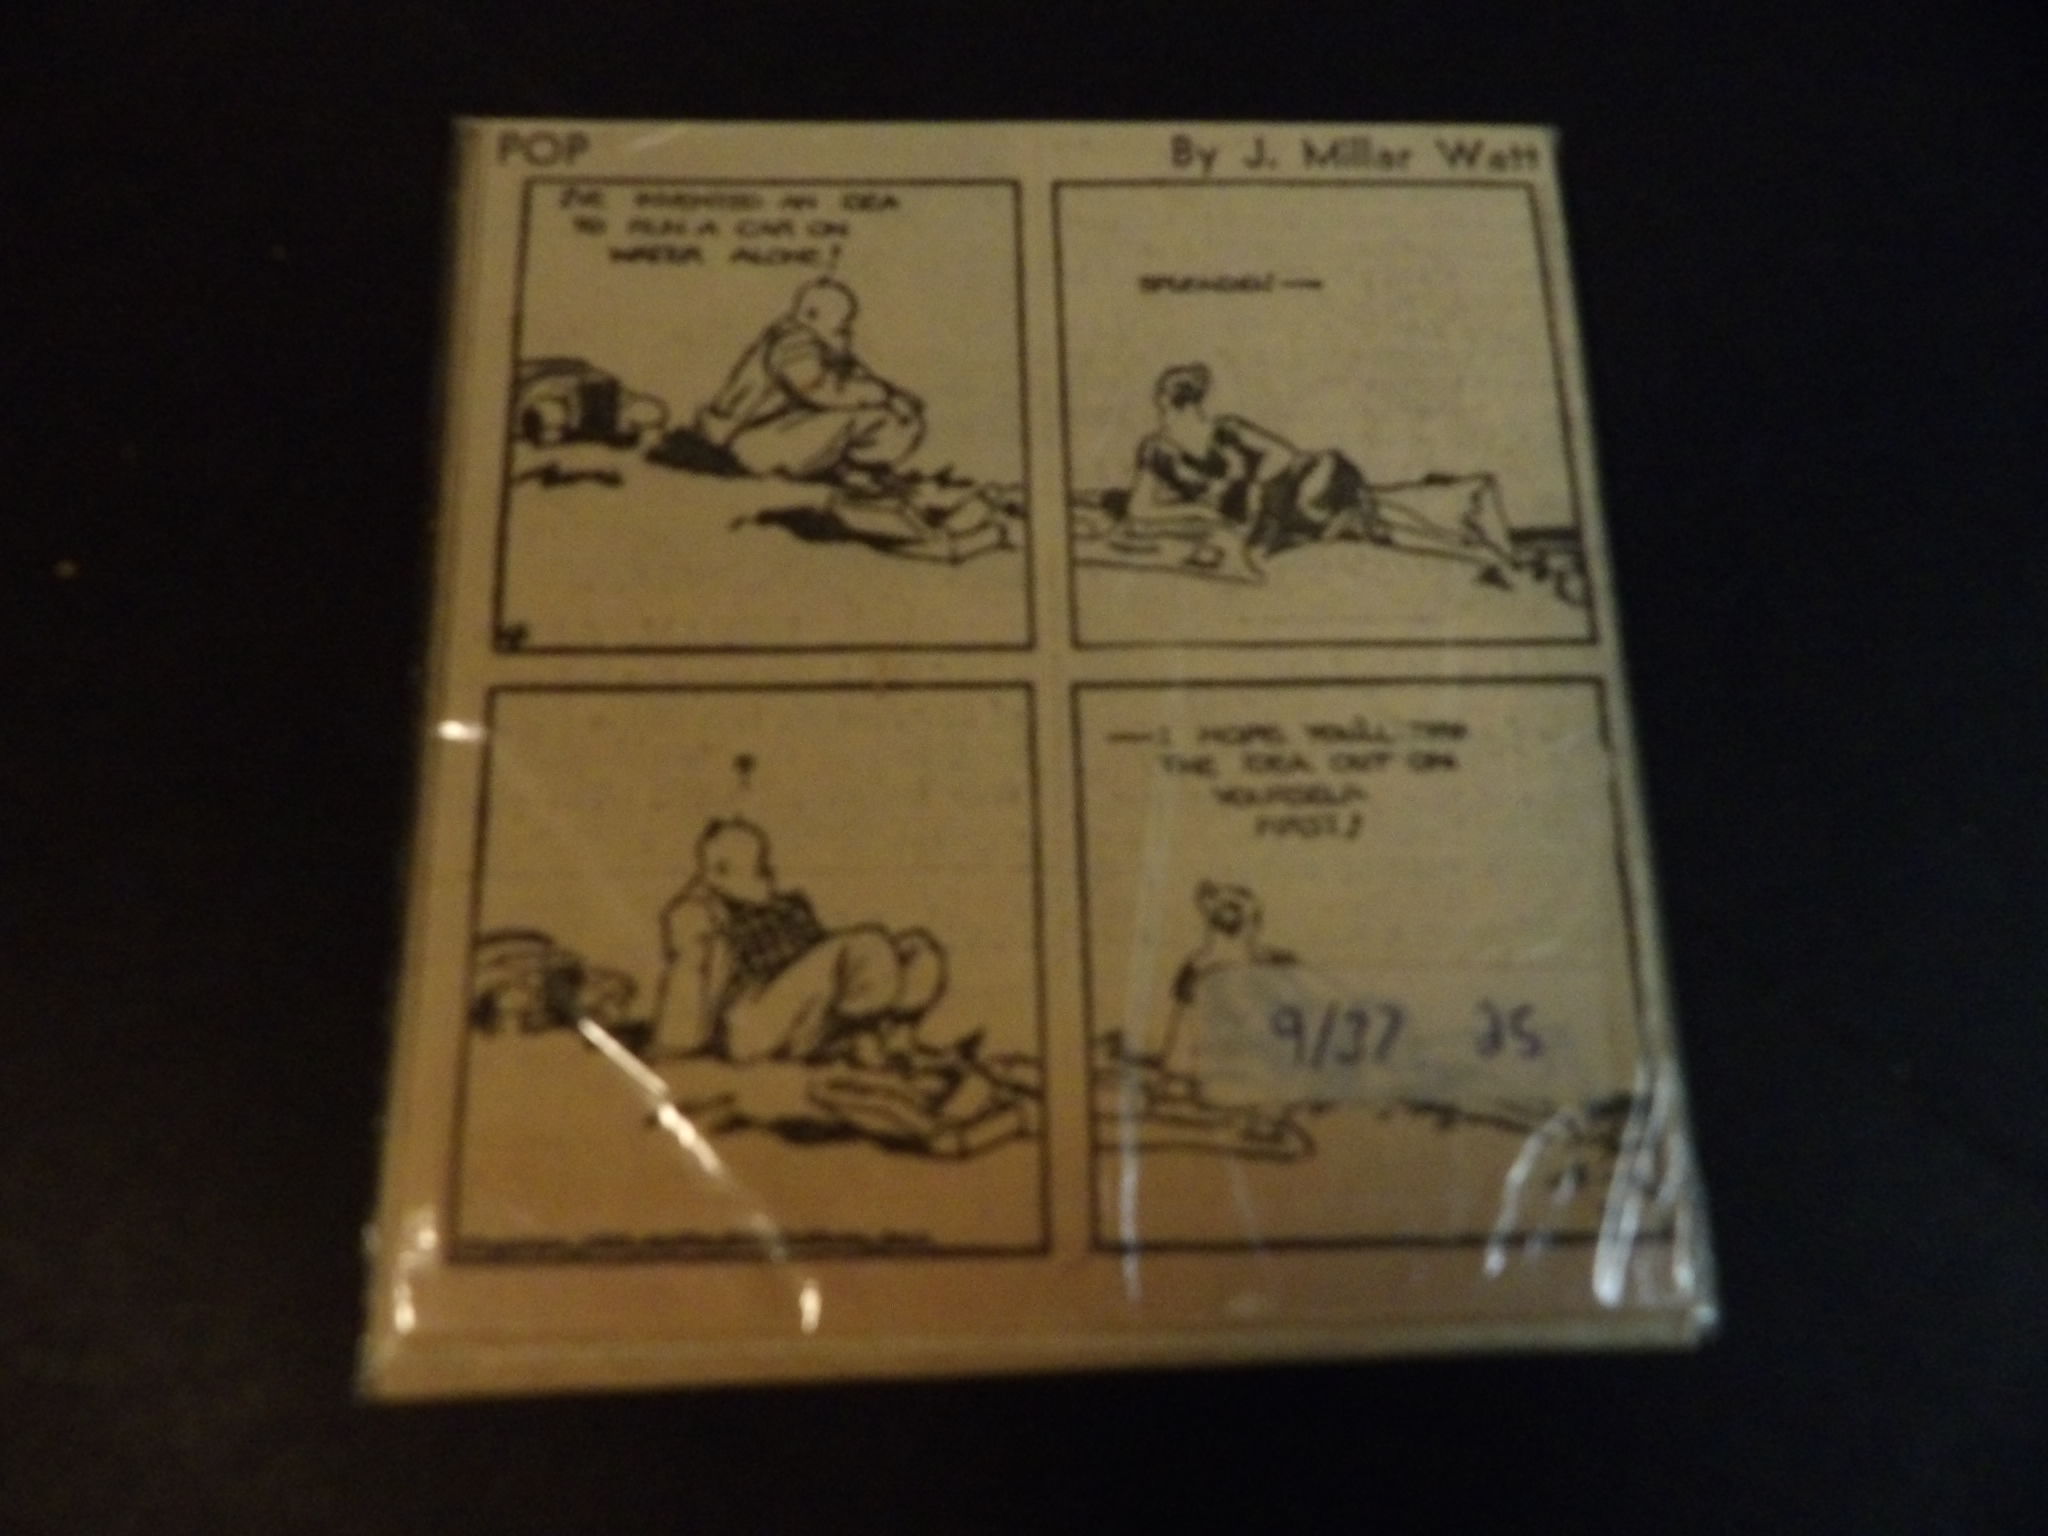 POP
By J. Millar Watt
I'VE INVENTED AN IDEA
TO RUN A CAR ON
WATER ALONE!
SPLENDID! —
?
— I HOPE YOU'LL TRY
THE IDEA OUT ON
YOURSELF
FIRST!
9/37 25